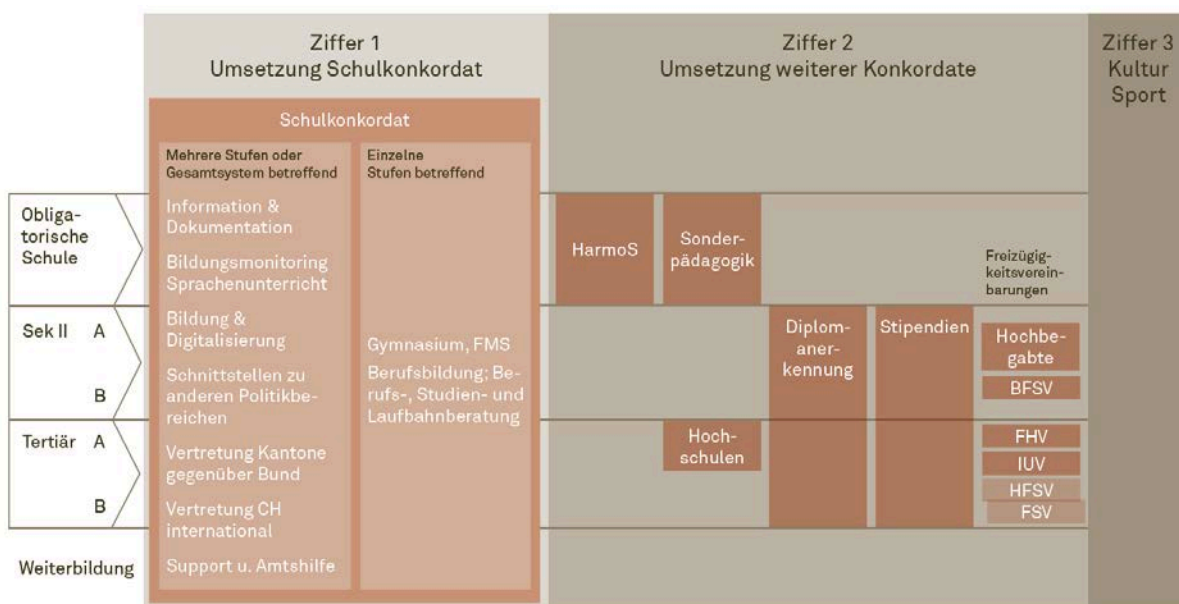 Ziffer 1
Umsetzung Schulkonkordat
Ziffer 2
Umsetzung weiterer Konkordate
Ziffer 3
Kultur
Sport
Schulkonkordat
Mehrere Stufen oder
Gesamtsystem betreffend
Einzelne
Stufen betreffend
Obliga-
torische
Schule
Information &
Dokumentation
Bildungsmonitoring
Sprachenunterricht
HarmoS
Sonder-
pädagogik
Freizügig-
keitsverein-
barungen
Sek II A
B
Bildung &
Digitalisierung
Schnittstellen zu
anderen Politikbe-
reichen
Gymnasium, FMS
Berufsbildung; Be-
rufs-, Studien- und
Laufbahnberatung
Diplom-
aner-
kennung
Stipendien
Hochbe-
gabte
BFSV
Tertiär A
B
Vertretung Kantone
gegenüber Bund
Vertretung CH
international
Hoch-
schulen
FHV
IUV
HFSV
FSV
Weiterbildung
Support u. Amtshilfe